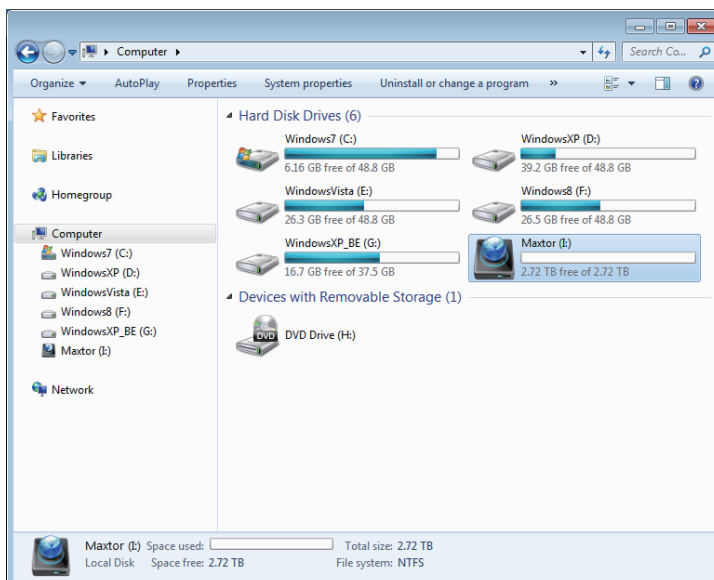 Computer
Search Co...
Organize AutoPlay Properties System properties Uninstall or change a program »
Favorites
Libraries
Homegroup
Computer
Windows7 (C:)
WindowsXP (D:)
WindowsVista (E:)
Windows8 (F:)
WindowsXP_BE (G:)
Maxtor (I:)
Network
Hard Disk Drives (6)
Windows7 (C:)
6.16 GB free of 48.8 GB
WindowsXP (D:)
39.2 GB free of 48.8 GB
WindowsVista (E:)
26.3 GB free of 48.8 GB
Windows8 (F:)
26.5 GB free of 48.8 GB
WindowsXP_BE (G:)
16.7 GB free of 37.5 GB
Maxtor (I:)
2.72 TB free of 2.72 TB
Devices with Removable Storage (1)
DVD
DVD Drive (H:)
Maxtor (I:) Space used: Total size: 2.72 TB
Local Disk Space free: 2.72 TB File system: NTFS